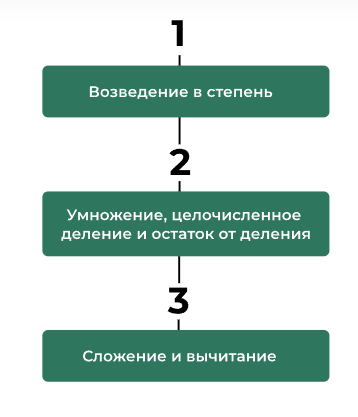 1
Возведение в степень
2
Умножение, целочисленное
деление и остаток от деления
3
Сложение и вычитание